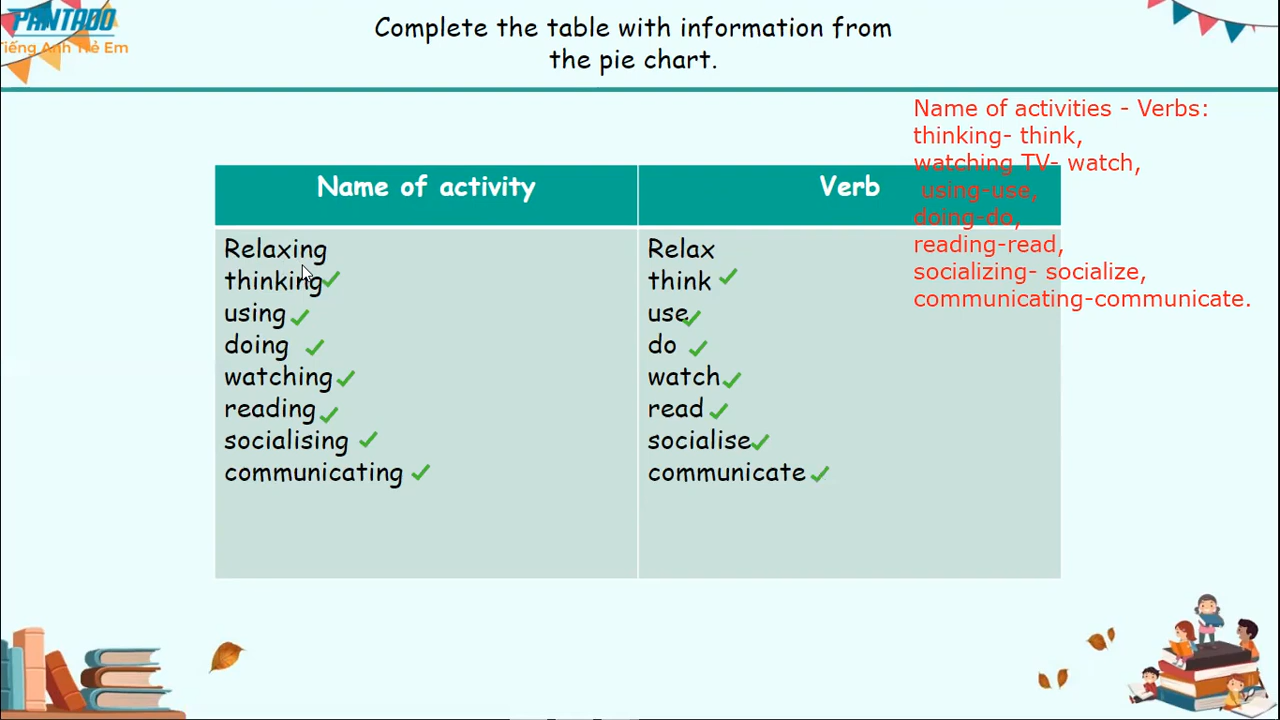 PANTADO
Tiếng Anh Trẻ Em
Complete the table with information from
the pie chart.
Name of activities - Verbs:
thinking- think,
watching TV- watch,
using-use,
doing-do,
reading-read,
socializing- socialize,
communicating-communicate.
Name of activity
Verb
Relaxing
thinking
using
doing
watching
reading
socialising
communicating
Relax
think
use
do
watch
read
socialise
communicate